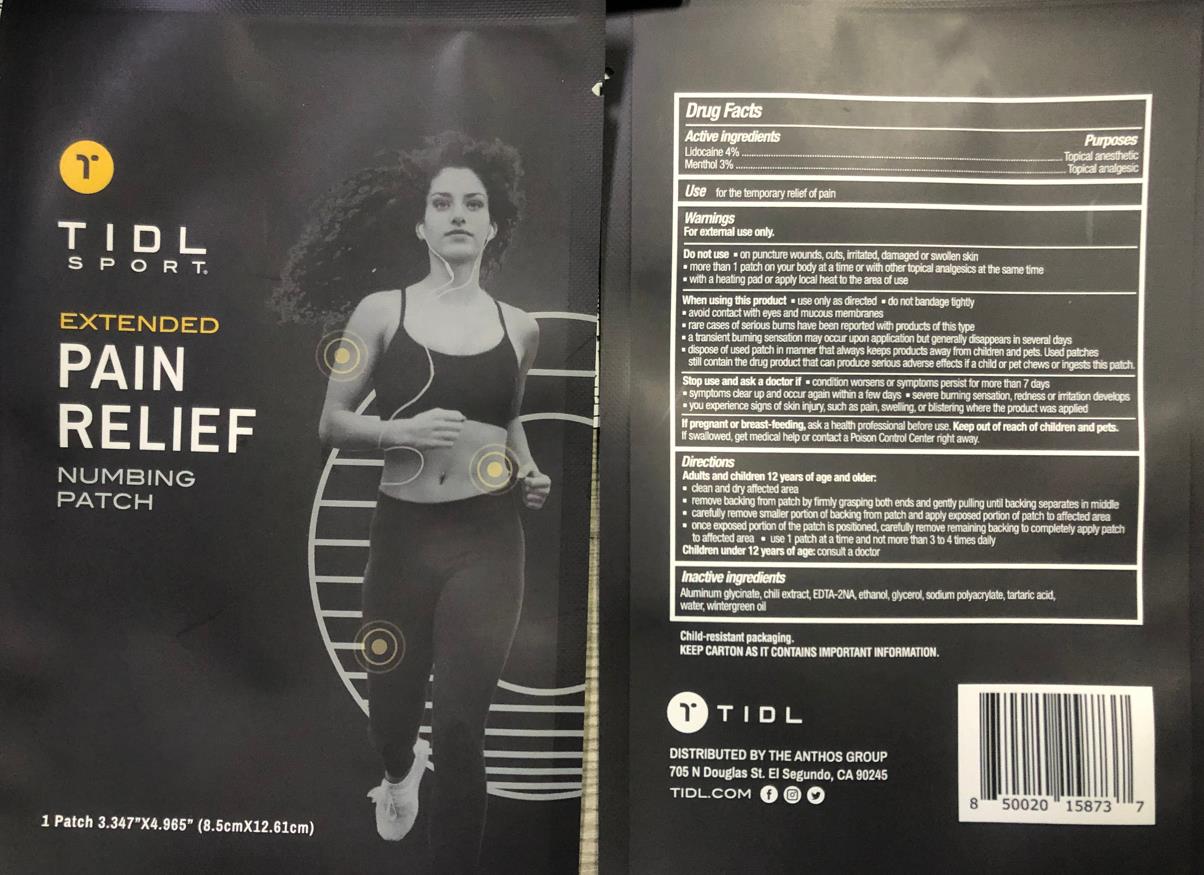 TIDL
SPORT®
EXTENDED
PAIN
RELIEF
NUMBING
PATCH
1 Patch 3.347"X4.965" (8.5cmX12.61cm)
Drug Facts
Active ingredients Purposes
Lidocaine 4% Topical anesthetic
Menthol 3% Topical analgesic
Use for the temporary relief of pain
Warnings
For external use only.
Do not use ▪ on puncture wounds, cuts, irritated, damaged or swollen skin
▪ more than 1 patch on your body at a time or with other topical analgesics at the same time
▪ with a heating pad or apply local heat to the area of use
When using this product ▪ use only as directed ▪ do not bandage tightly
▪ avoid contact with eyes and mucous membranes
▪ rare cases of serious burns have been reported with products of this type
▪ a transient burning sensation may occur upon application but generally disappears in several days
▪ dispose of used patch in manner that always keeps products away from children and pets. Used patches
still contain the drug product that can produce serious adverse effects if a child or pet chews or ingests this patch.
Stop use and ask a doctor if ▪ condition worsens or symptoms persist for more than 7 days
▪ symptoms clear up and occur again within a few days ▪ severe burning sensation, redness or irritation develops
▪ you experience signs of skin injury, such as pain, swelling, or blistering where the product was applied
If pregnant or breast-feeding, ask a health professional before use. Keep out of reach of children and pets.
If swallowed, get medical help or contact a Poison Control Center right away.
Directions
Adults and children 12 years of age and older:
▪ clean and dry affected area
▪ remove backing from patch by firmly grasping both ends and gently pulling until backing separates in middle
▪ carefully remove smaller portion of backing from patch and apply exposed portion of patch to affected area
▪ once exposed portion of the patch is positioned, carefully remove remaining backing to completely apply patch
to affected area ▪ use 1 patch at a time and not more than 3 to 4 times daily
Children under 12 years of age: consult a doctor
Inactive ingredients
Aluminum glycinate, chili extract, EDTA-2NA, ethanol, glycerol, sodium polyacrylate, tartaric acid,
water, wintergreen oil
Child-resistant packaging.
KEEP CARTON AS IT CONTAINS IMPORTANT INFORMATION.
TIDL
DISTRIBUTED BY THE ANTHOS GROUP
705 N Douglas St. El Segundo, CA 90245
TIDL.COM
8 50020 15873 7